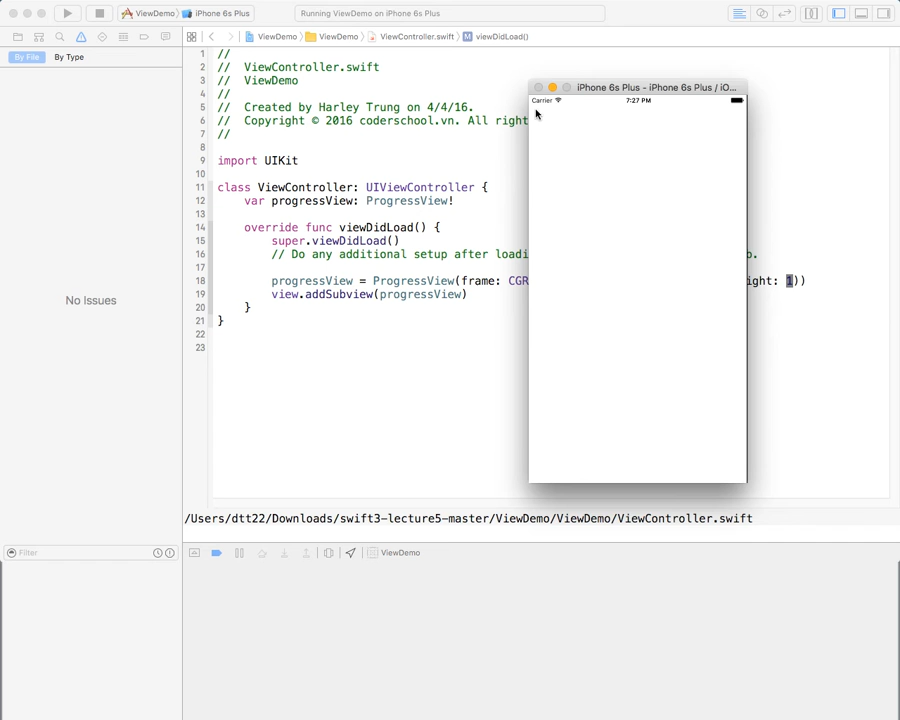 ViewDemo iPhone 6s Plus
Running ViewDemo on iPhone 6s Plus
ViewDemo ViewDemo ViewController.swift M viewDidLoad()
By File By Type
1 //
2 // ViewController.swift
3 // ViewDemo
4 //
5 // Created by Harley Trung on 4/4/16.
6 // Copyright © 2016 coderschool.vn. All right
7 //
8
9 import UIKit
10
11 class ViewController: UIViewController {
12 var progressView: ProgressView!
13
14 override func viewDidLoad() {
15 super.viewDidLoad()
16 // Do any additional setup after loadi b.
17
18 progressView = ProgressView(frame: CGR ight: 1))
19 view.addSubview(progressView)
20 }
21 }
22
23
iPhone 6s Plus - iPhone 6s Plus / iO...
Carrier 7:27 PM
No Issues
/Users/dtt22/Downloads/swift3-lecture5-master/ViewDemo/ViewDemo/ViewController.swift
Filter
ViewDemo